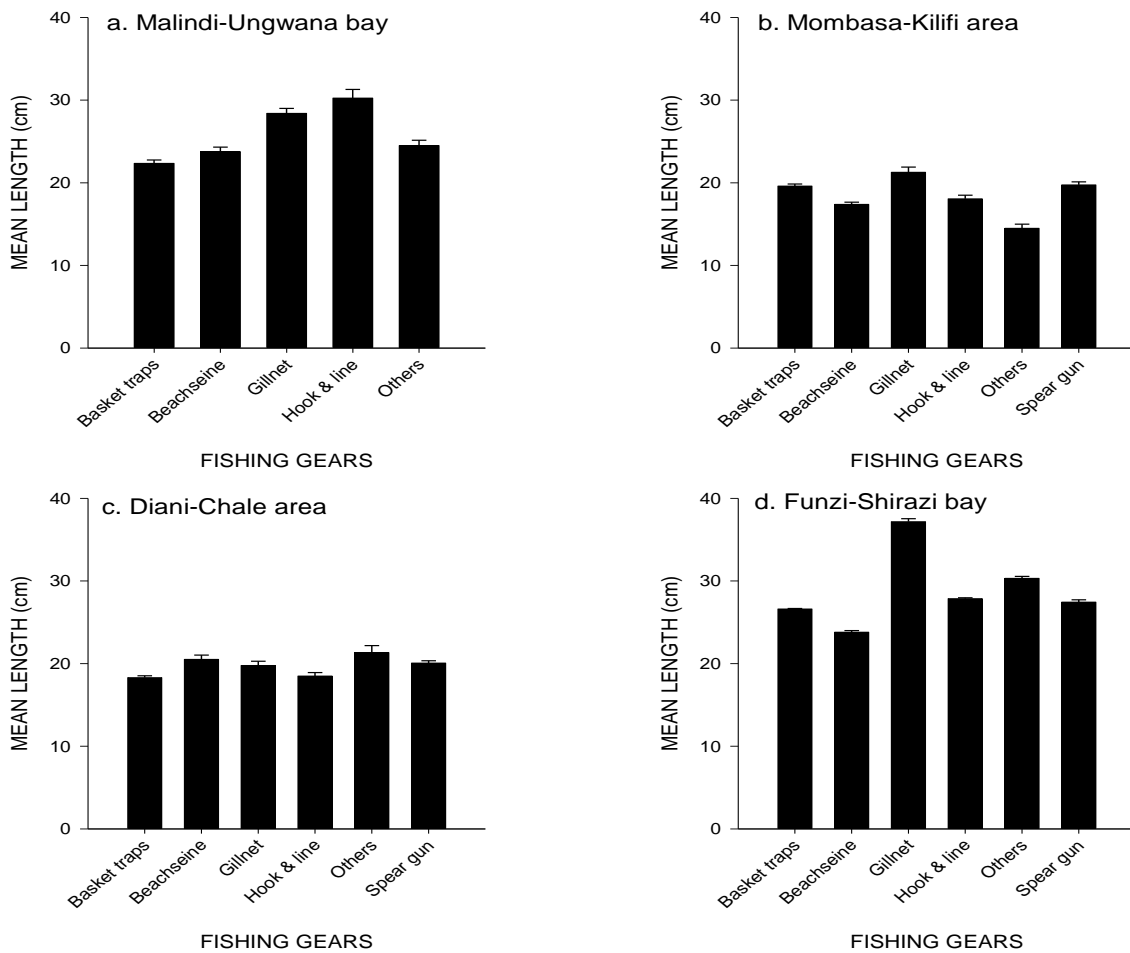 a. Malindi-Ungwana bay
MEAN LENGTH (cm)
40
30
20
10
0
Basket traps
Beachseine
Gillnet
Hook & line
Others
FISHING GEARS
b. Mombasa-Kilifi area
MEAN LENGTH (cm)
40
30
20
10
0
Basket traps
Beachseine
Gillnet
Hook & line
Others
Spear gun
FISHING GEARS
c. Diani-Chale area
MEAN LENGTH (cm)
40
30
20
10
0
Basket traps
Beachseine
Gillnet
Hook & line
Others
Spear gun
FISHING GEARS
d. Funzi-Shirazi bay
MEAN LENGTH (cm)
40
30
20
10
0
Basket traps
Beachseine
Gillnet
Hook & line
Others
Spear gun
FISHING GEARS